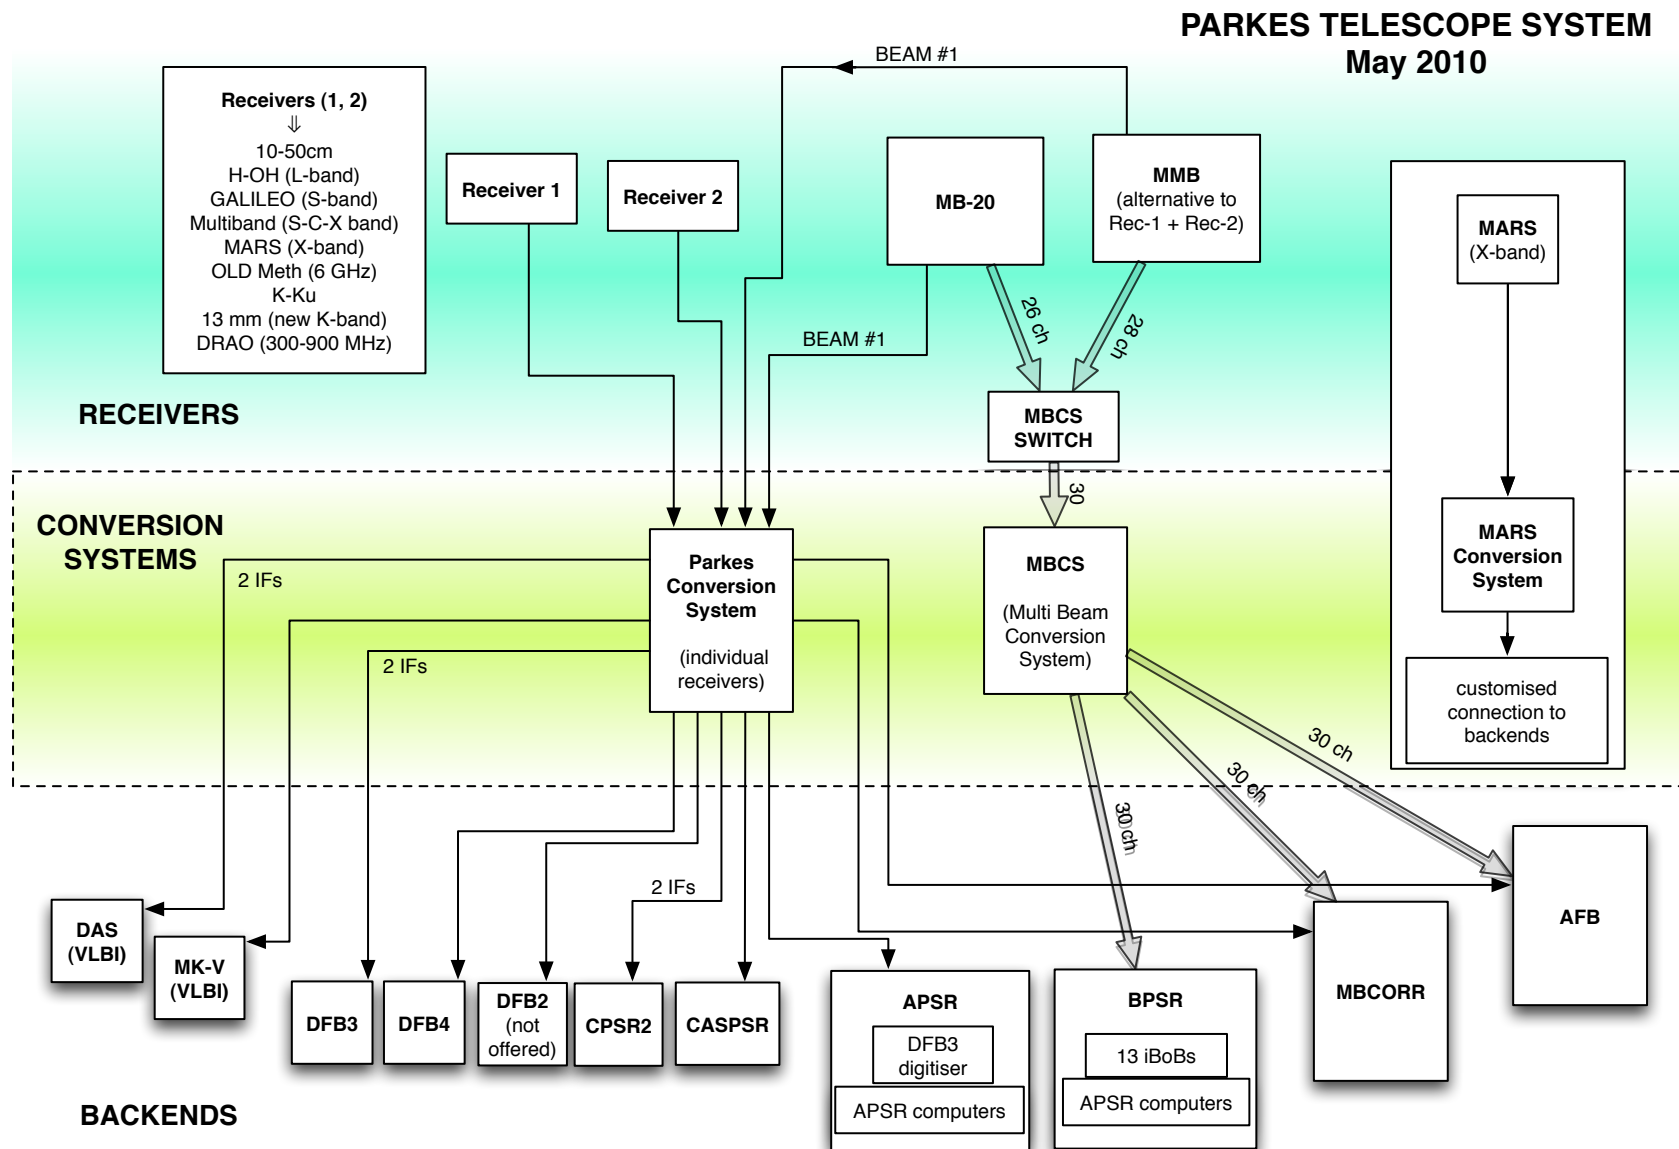 PARKES TELESCOPE SYSTEM
May 2010
BEAM #1
Receivers (1, 2)
⇓
10-50cm
H-OH (L-band)
GALILEO (S-band)
Multiband (S-C-X band)
MARS (X-band)
OLD Meth (6 GHz)
K-Ku
13 mm (new K-band)
DRAO (300-900 MHz)
Receiver 1
Receiver 2
MB-20
MMB
(alternative to
Rec-1 + Rec-2)
MARS
(X-band)
26 ch
28 ch
BEAM #1
RECEIVERS
MBCS
SWITCH
30
CONVERSION
SYSTEMS
2 IFs
2 IFs
Parkes
Conversion
System
(individual
receivers)
MBCS
(Multi Beam
Conversion
System)
MARS
Conversion
System
customised
connection to
backends
30 ch
30 ch
30 ch
2 IFs
DAS
(VLBI)
MK-V
(VLBI)
DFB3
DFB4
DFB2
(not
offered)
CPSR2
CASPSR
APSR
DFB3
digitiser
APSR computers
BPSR
13 iBoBs
APSR computers
MBCORR
AFB
BACKENDS